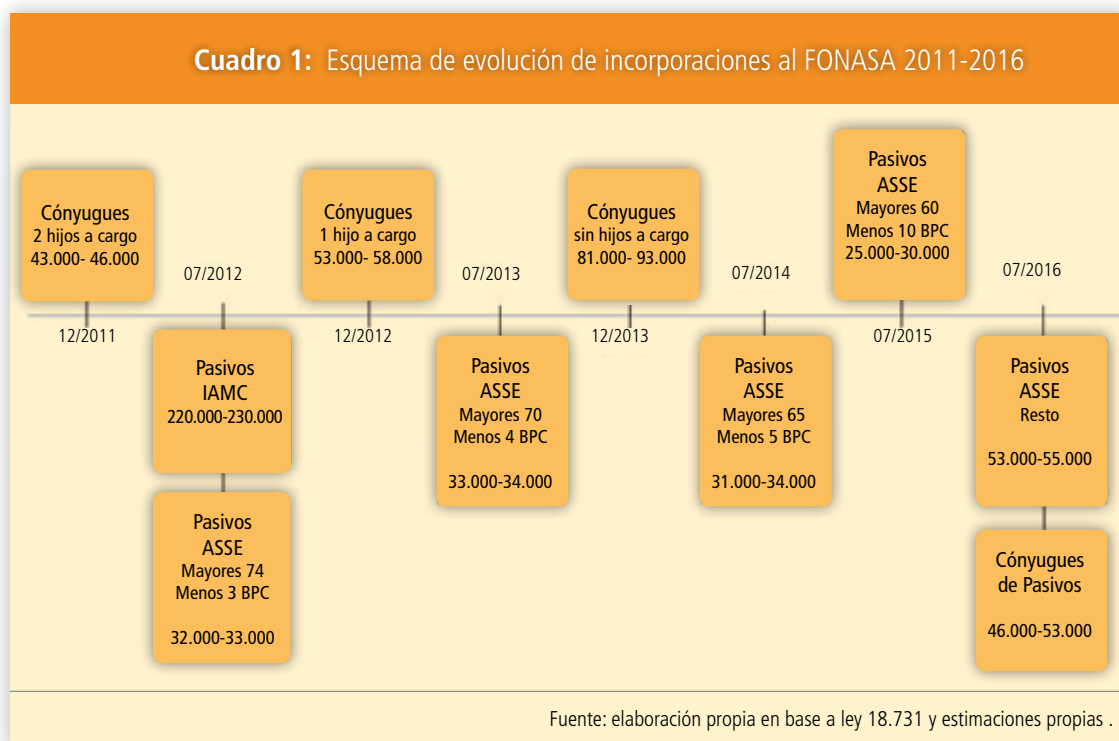 Cuadro 1: Esquema de evolución de incorporaciones al FONASA 2011-2016
Cónyugues
2 hijos a cargo
43.000- 46.000
12/2011
07/2012
Pasivos
IAMC
220.000-230.000
Pasivos
ASSE
Mayores 74
Menos 3 BPC
32.000-33.000
Cónyugues
1 hijo a cargo
53.000- 58.000
12/2012
07/2013
Pasivos
ASSE
Mayores 70
Menos 4 BPC
33.000-34.000
Cónyugues
sin hijos a cargo
81.000- 93.000
12/2013
07/2014
Pasivos
ASSE
Mayores 65
Menos 5 BPC
31.000-34.000
Pasivos
ASSE
Mayores 60
Menos 10 BPC
25.000-30.000
07/2015
07/2016
Pasivos
ASSE
Resto
53.000-55.000
Cónyugues
de Pasivos
46.000-53.000
Fuente: elaboración propia en base a ley 18.731 y estimaciones propias .